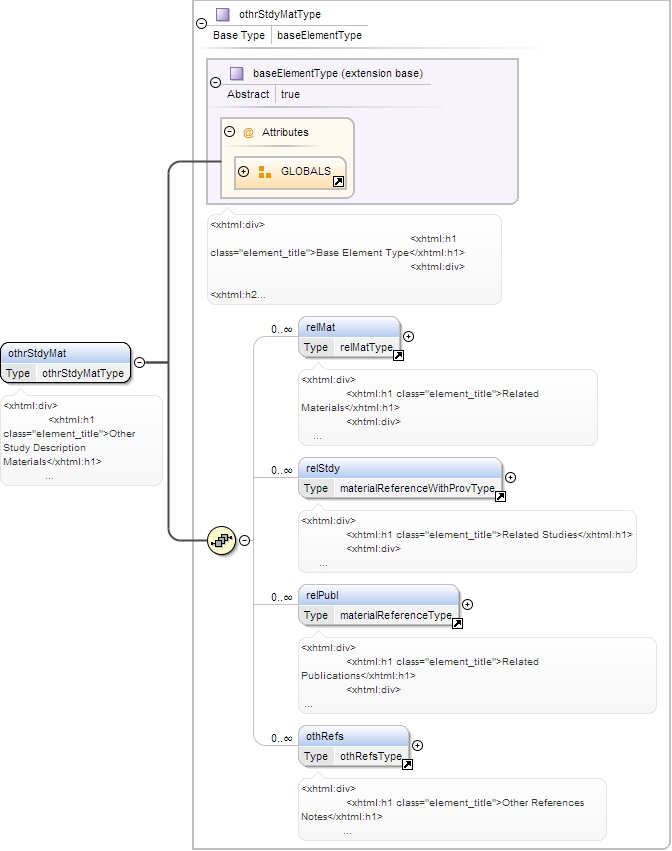 othrStdyMatType
Base Type baseElementType
baseElementType (extension base)
Abstract true
@ Attributes
GLOBALS
<xhtml:div>
<xhtml:h1
class="element_title">Base Element Type</xhtml:h1>
<xhtml:div>
<xhtml:h2...
othrStdyMat
Type othrStdyMatType
<xhtml:div>
<xhtml:h1
class="element_title">Other
Study Description
Materials</xhtml:h1>
...
0..∞
relMat
Type relMatType
<xhtml:div>
<xhtml:h1 class="element_title">Related
Materials</xhtml:h1>
<xhtml:div>
...
0..∞
relStdy
Type materialReferenceWithProvType
<xhtml:div>
<xhtml:h1 class="element_title">Related Studies</xhtml:h1>
<xhtml:div>
...
0..∞
relPubl
Type materialReferenceType
<xhtml:div>
<xhtml:h1 class="element_title">Related
Publications</xhtml:h1>
<xhtml:div>
...
0..∞
othRefs
Type othRefsType
<xhtml:div>
<xhtml:h1 class="element_title">Other References
Notes</xhtml:h1>
...